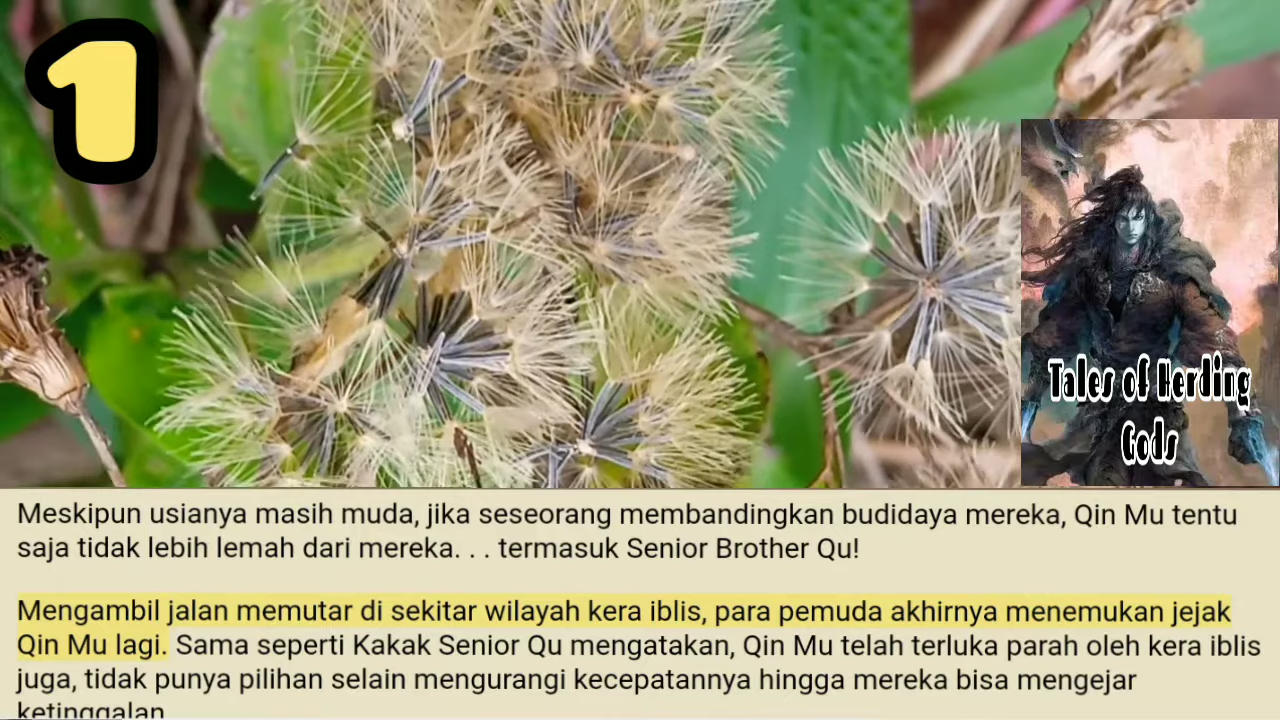 1
Tales of Herding
Gods
Meskipun usianya masih muda, jika seseorang membandingkan budidaya mereka, Qin Mu tentu
saja tidak lebih lemah dari mereka. . . termasuk Senior Brother Qu!
Mengambil jalan memutar di sekitar wilayah kera iblis, para pemuda akhirnya menemukan jejak
Qin Mu lagi. Sama seperti Kakak Senior Qu mengatakan, Qin Mu telah terluka parah oleh kera iblis
juga, tidak punya pilihan selain mengurangi kecepatannya hingga mereka bisa mengejar
ketinggalan